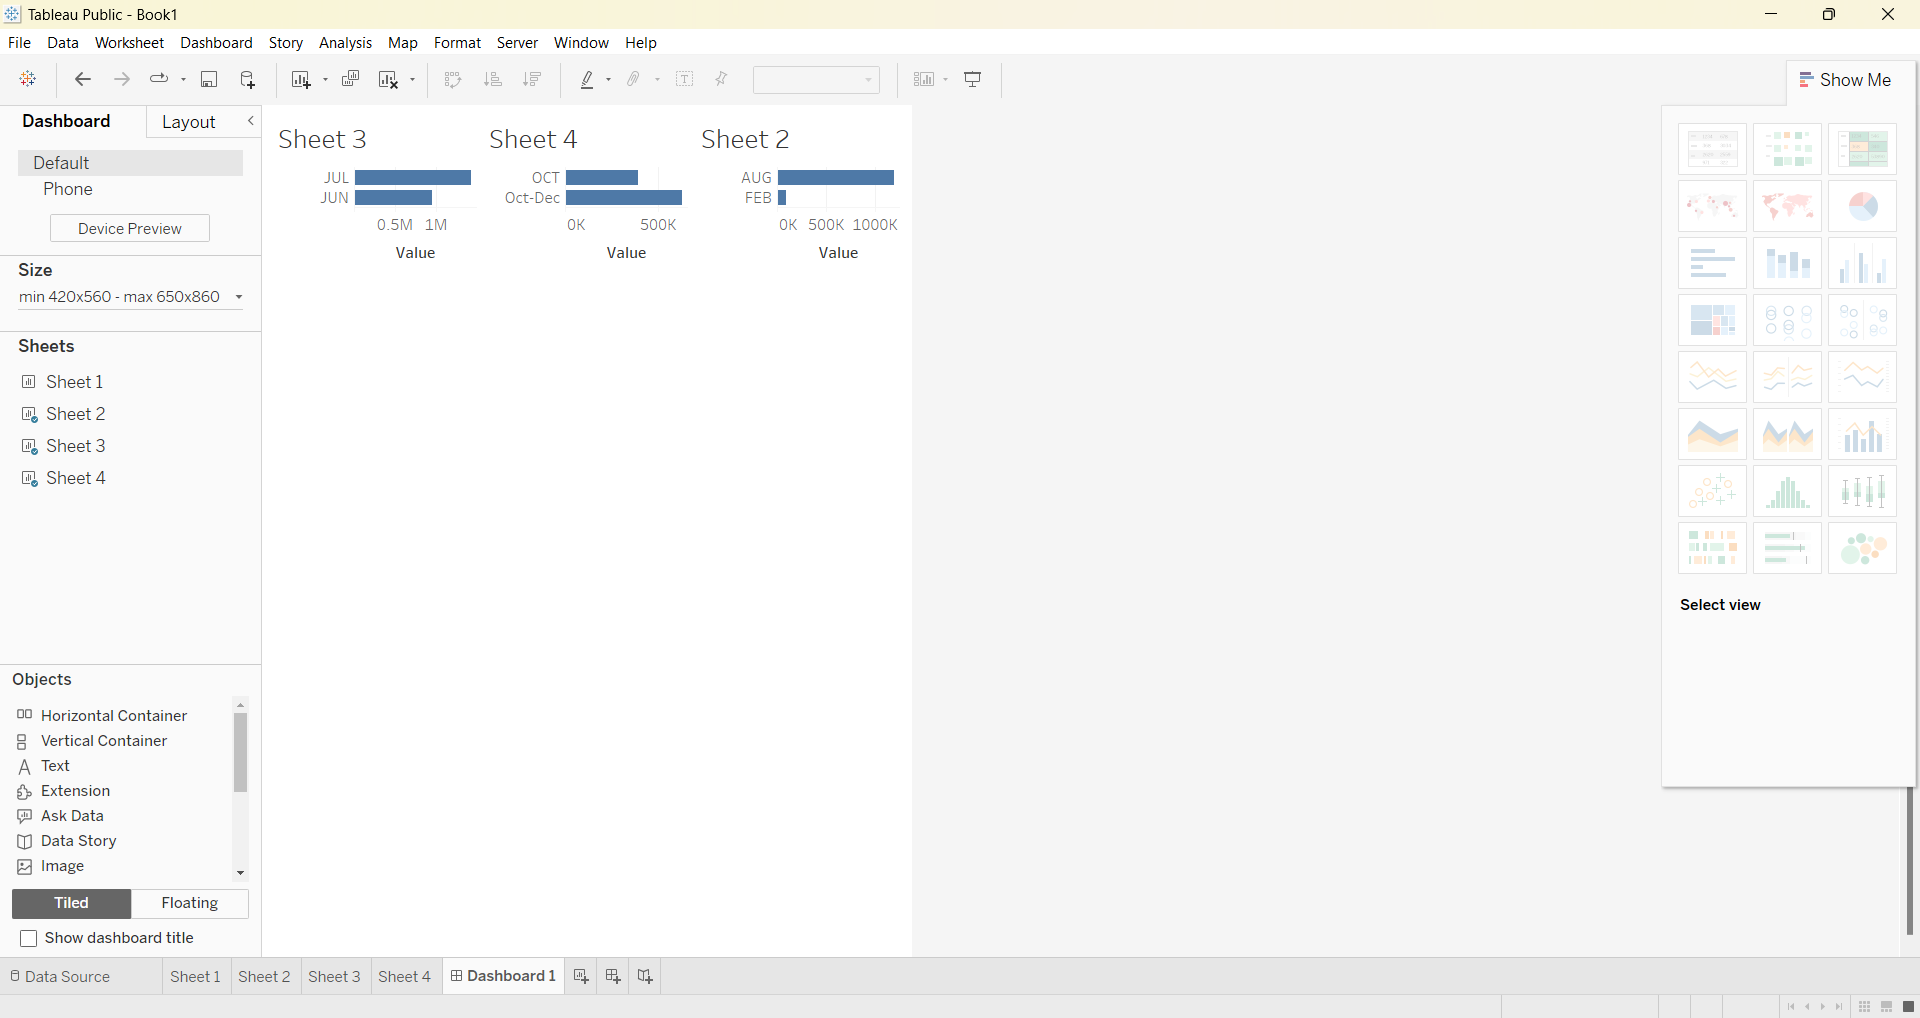 Tableau Public - Book1
File Data Worksheet Dashboard Story Analysis Map Format Server Window Help
Show Me
Dashboard Layout
Default
Phone
Device Preview
Size
min 420x560 - max 650x860
Sheets
Sheet 1
Sheet 2
Sheet 3
Sheet 4
Objects
Horizontal Container
Vertical Container
Text
Extension
Ask Data
Data Story
Image
Tiled Floating
Show dashboard title
Sheet 3
JUL
JUN
0.5M 1M
Value
Sheet 4
OCT
Oct-Dec
0K 500K
Value
Sheet 2
AUG
FEB
0K 500K 1000K
Value
Select view
Data Source Sheet 1 Sheet 2 Sheet 3 Sheet 4 Dashboard 1